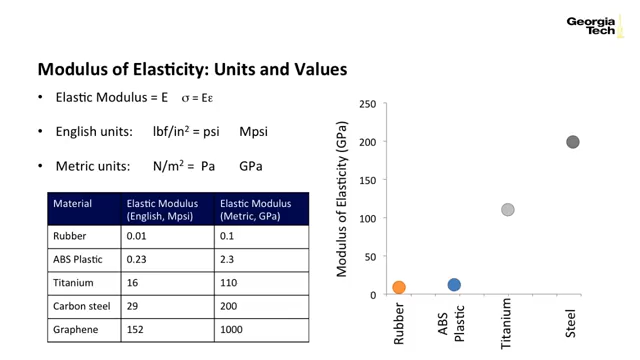 Georgia
Tech
Modulus of Elasticity: Units and Values
• Elastic Modulus = E σ = Eε
• English units: lbf/in² = psi Mpsi
• Metric units: N/m² = Pa GPa
Material Elastic Modulus (English, Mpsi) Elastic Modulus (Metric, GPa)
Rubber 0.01 0.1
ABS Plastic 0.23 2.3
Titanium 16 110
Carbon steel 29 200
Graphene 152 1000
Modulus of Elasticity (GPa)
250
200
150
100
50
0
Rubber
ABS
Plastic
Titanium
Steel